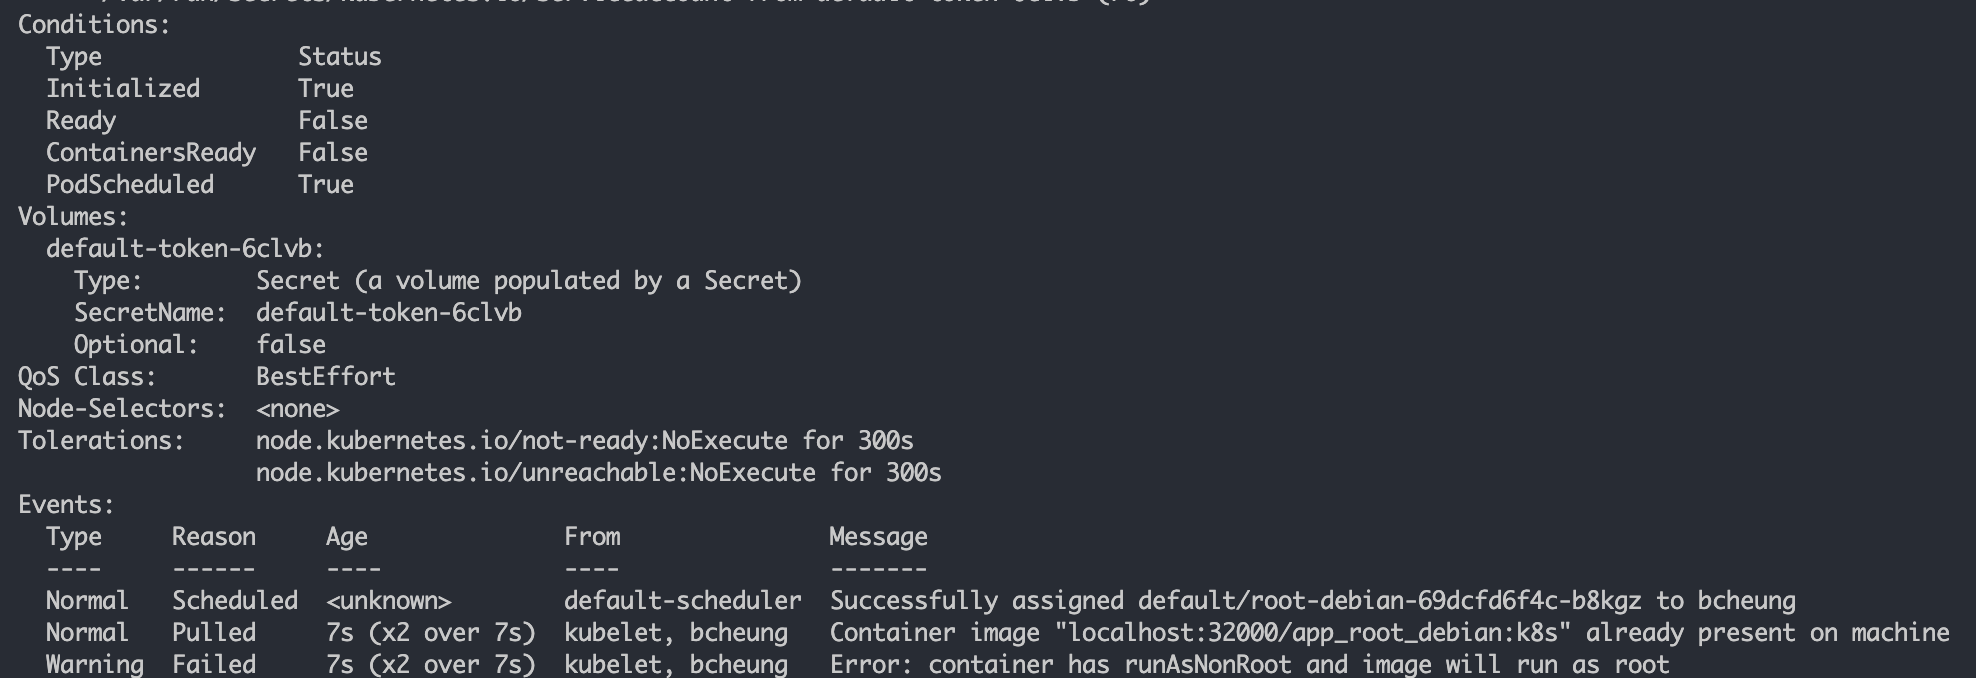 Conditions:
  Type              Status
  Initialized       True
  Ready             False
  ContainersReady   False
  PodScheduled      True
Volumes:
  default-token-6clvb:
    Type:        Secret (a volume populated by a Secret)
    SecretName:  default-token-6clvb
    Optional:    false
QoS Class:       BestEffort
Node-Selectors:  <none>
Tolerations:     node.kubernetes.io/not-ready:NoExecute for 300s
                 node.kubernetes.io/unreachable:NoExecute for 300s
Events:
  Type     Reason     Age              From               Message
  ----     ------     ----             ----               -------
  Normal   Scheduled  <unknown>        default-scheduler  Successfully assigned default/root-debian-69dcfd6f4c-b8kgz to bcheung
  Normal   Pulled     7s (x2 over 7s)  kubelet, bcheung   Container image "localhost:32000/app_root_debian:k8s" already present on machine
  Warning  Failed     7s (x2 over 7s)  kubelet, bcheung   Error: container has runAsNonRoot and image will run as root